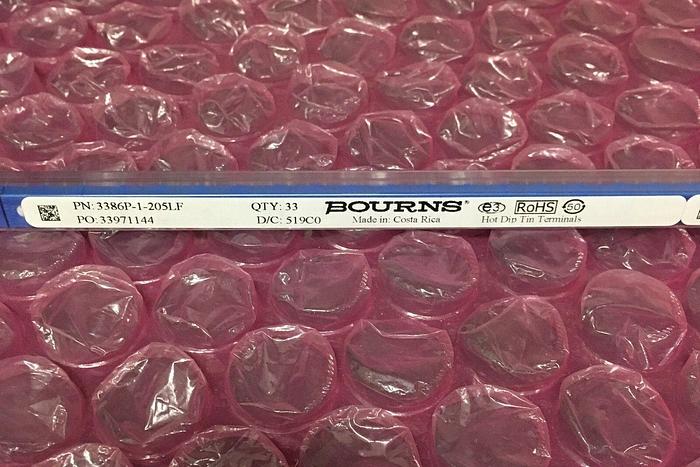 PN: 3386P-1-205LF
PO: 33971144
QTY: 33
D/C: 519C0
BOURNS®
Made in: Costa Rica
e3 RoHS 50
Hot Dip Tin Terminals